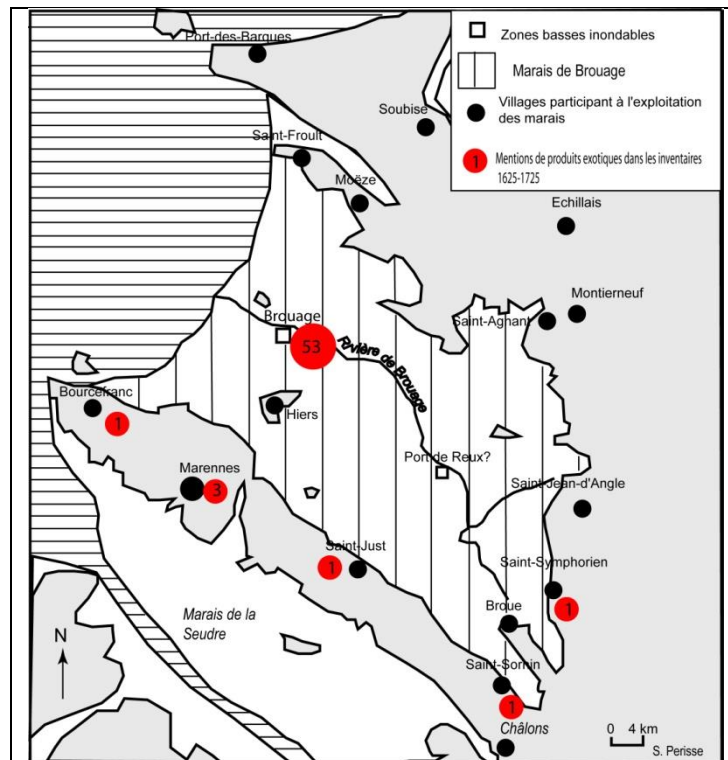 Port-des-Barques
Zones basses inondables
Marais de Brouage
Villages participant à l'exploitation
des marais
1
Mentions de produits exotiques dans les inventaires
1625-1725
Soubise
Saint-Froult
Moëze
Echillais
Montierneuf
Saint-Agnant
Brouage
53
Rivière de Brouage
Bourcefranc
1
Hiers
Marennes
3
Port de Reux?
Saint-Jean-d'Angle
Saint-Just
1
Saint-Symphorien
1
Marais de la
Seudre
Broue
N
Saint-Sornin
1
Châlons
0 4 km
S. Perisse